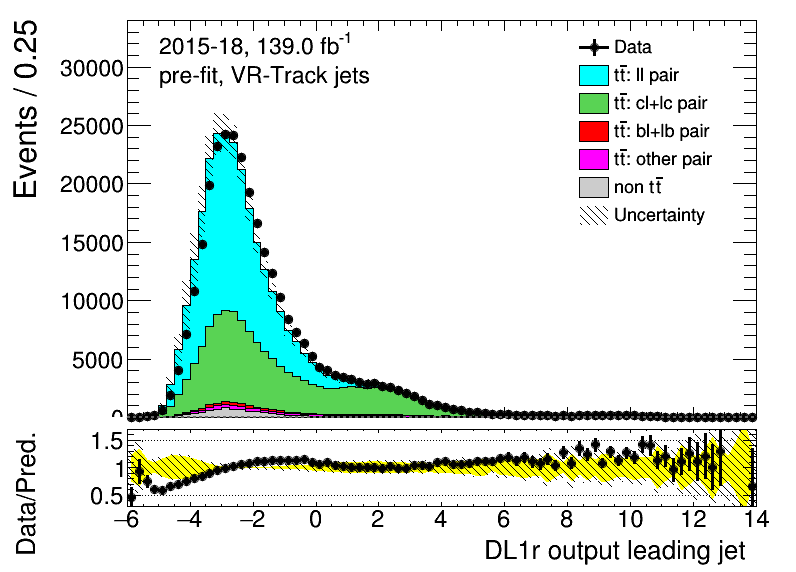 2015-18, 139.0 fb⁻¹
pre-fit, VR-Track jets
Data
tt̄: ll pair
tt̄: cl+lc pair
tt̄: bl+lb pair
tt̄: other pair
non tt̄
Uncertainty
Events / 0.25
30000
25000
20000
15000
10000
5000
0
Data/Pred.
1.5
1
0.5
−6 −4 −2 0 2 4 6 8 10 12 14
DL1r output leading jet